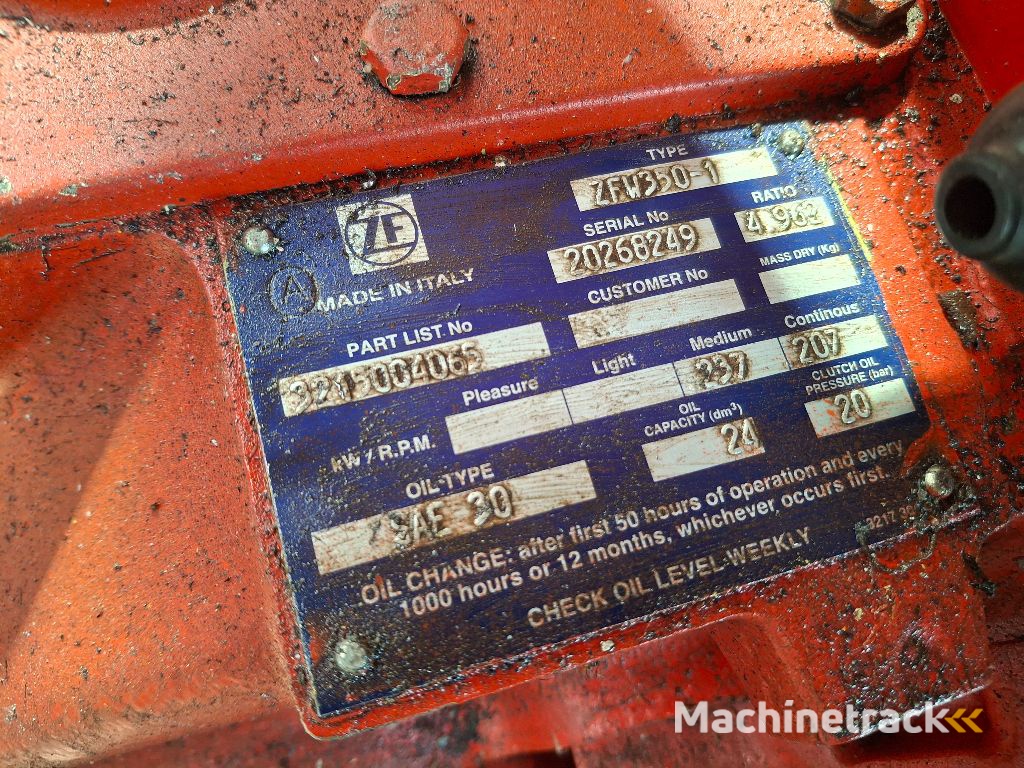 TYPE
ZFW350-1
ZF
A
MADE IN ITALY
SERIAL No
20268249
RATIO
4.963
CUSTOMER No
MASS DRY (Kg)
PART LIST No
Pleasure Light Medium Continous
kW / R.P.M. 237 207
OIL CAPACITY (dm³)
24
CLUTCH OIL PRESSURE (bar)
20
OIL-TYPE
SAE 30
OIL CHANGE: after first 50 hours of operation and every
1000 hours or 12 months, whichever occurs first.
CHECK OIL LEVEL WEEKLY
3217
Machinetrack